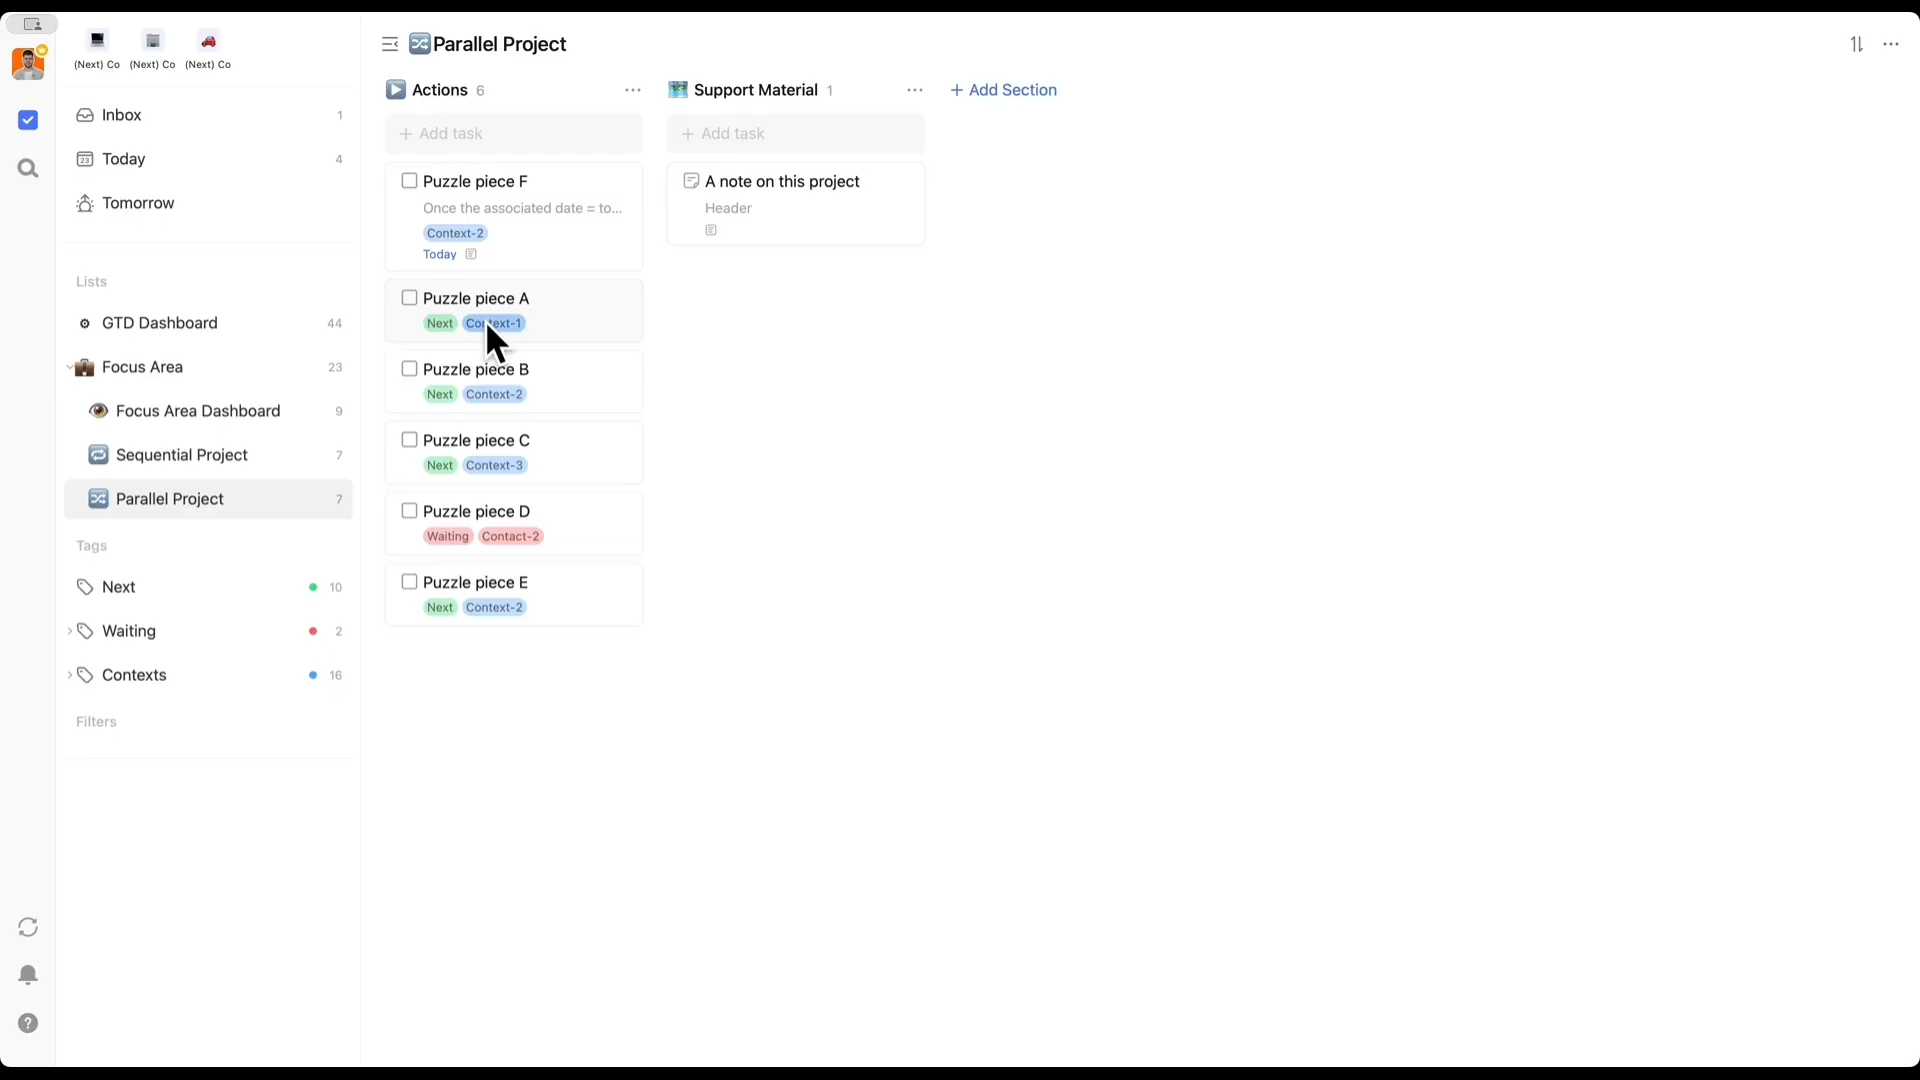 (Next) Co (Next) Co (Next) Co
Inbox 1
23 Today 4
Tomorrow
Lists
GTD Dashboard 44
Focus Area 23
Focus Area Dashboard 9
Sequential Project 7
Parallel Project 7
Tags
Next 10
Waiting 2
Contexts 16
Filters
?
Parallel Project
Actions 6
+ Add task
Puzzle piece F
Once the associated date = to...
Context-2
Today
Puzzle piece A
Next Context-1
Puzzle piece B
Next Context-2
Puzzle piece C
Next Context-3
Puzzle piece D
Waiting Contact-2
Puzzle piece E
Next Context-2
Support Material 1
+ Add task
A note on this project
Header
+ Add Section